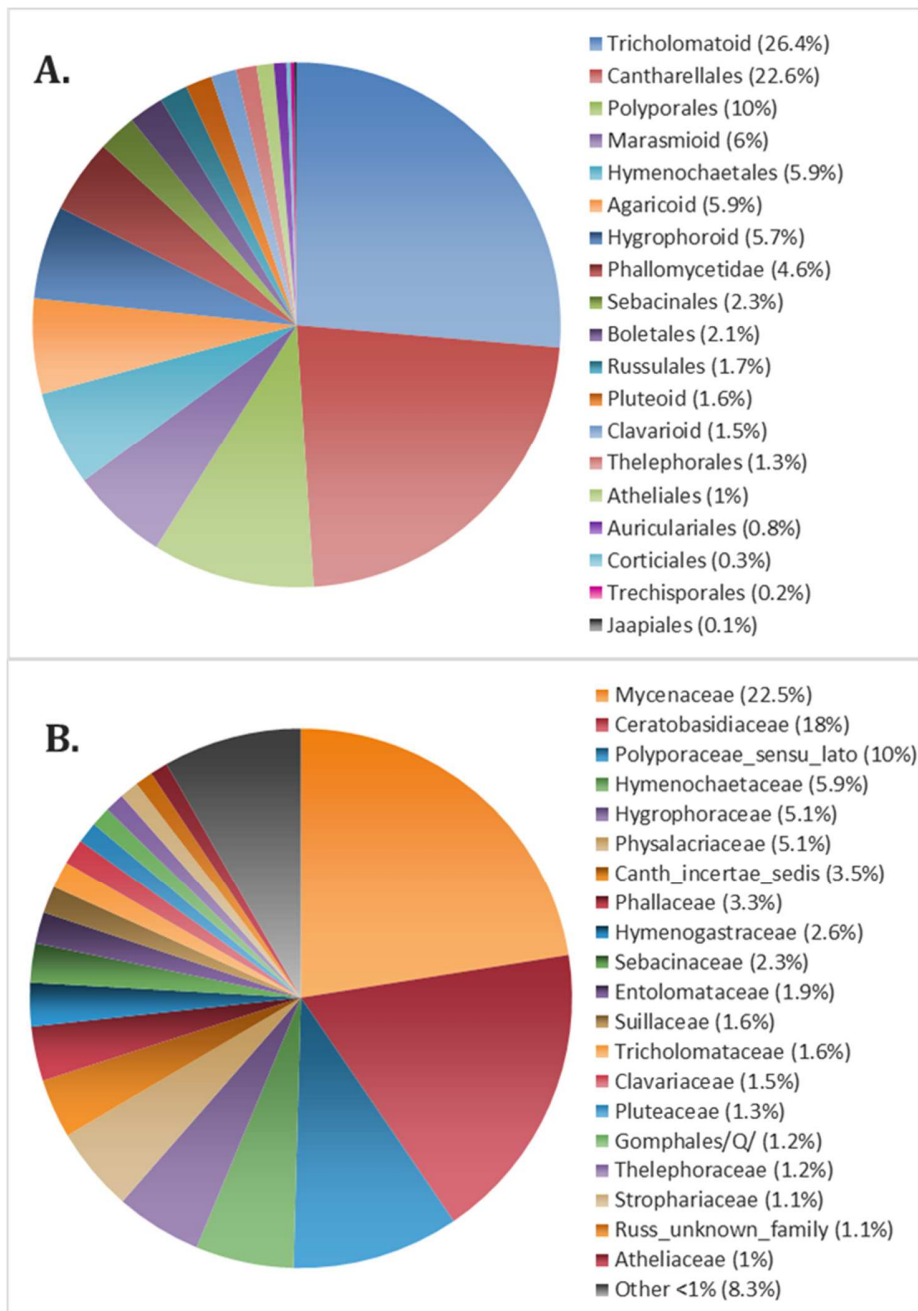 A.
Tricholomatoid (26.4%)
Cantharellales (22.6%)
Polyporales (10%)
Marasmioid (6%)
Hymenochaetales (5.9%)
Agaricoid (5.9%)
Hygrophoroid (5.7%)
Phallomycetidae (4.6%)
Sebacinales (2.3%)
Boletales (2.1%)
Russulales (1.7%)
Pluteoid (1.6%)
Clavarioid (1.5%)
Thelephorales (1.3%)
Atheliales (1%)
Auriculariales (0.8%)
Corticiales (0.3%)
Trechisporales (0.2%)
Jaapiales (0.1%)
B.
Mycenaceae (22.5%)
Ceratobasidiaceae (18%)
Polyporaceae_sensu_lato (10%)
Hymenochaetaceae (5.9%)
Hygrophoraceae (5.1%)
Physalacriaceae (5.1%)
Canth_incertae_sedis (3.5%)
Phallaceae (3.3%)
Hymenogastraceae (2.6%)
Sebacinaceae (2.3%)
Entolomataceae (1.9%)
Suillaceae (1.6%)
Tricholomataceae (1.6%)
Clavariaceae (1.5%)
Pluteaceae (1.3%)
Gomphales/Q/ (1.2%)
Thelephoraceae (1.2%)
Strophariaceae (1.1%)
Russ_unknown_family (1.1%)
Atheliaceae (1%)
Other <1% (8.3%)